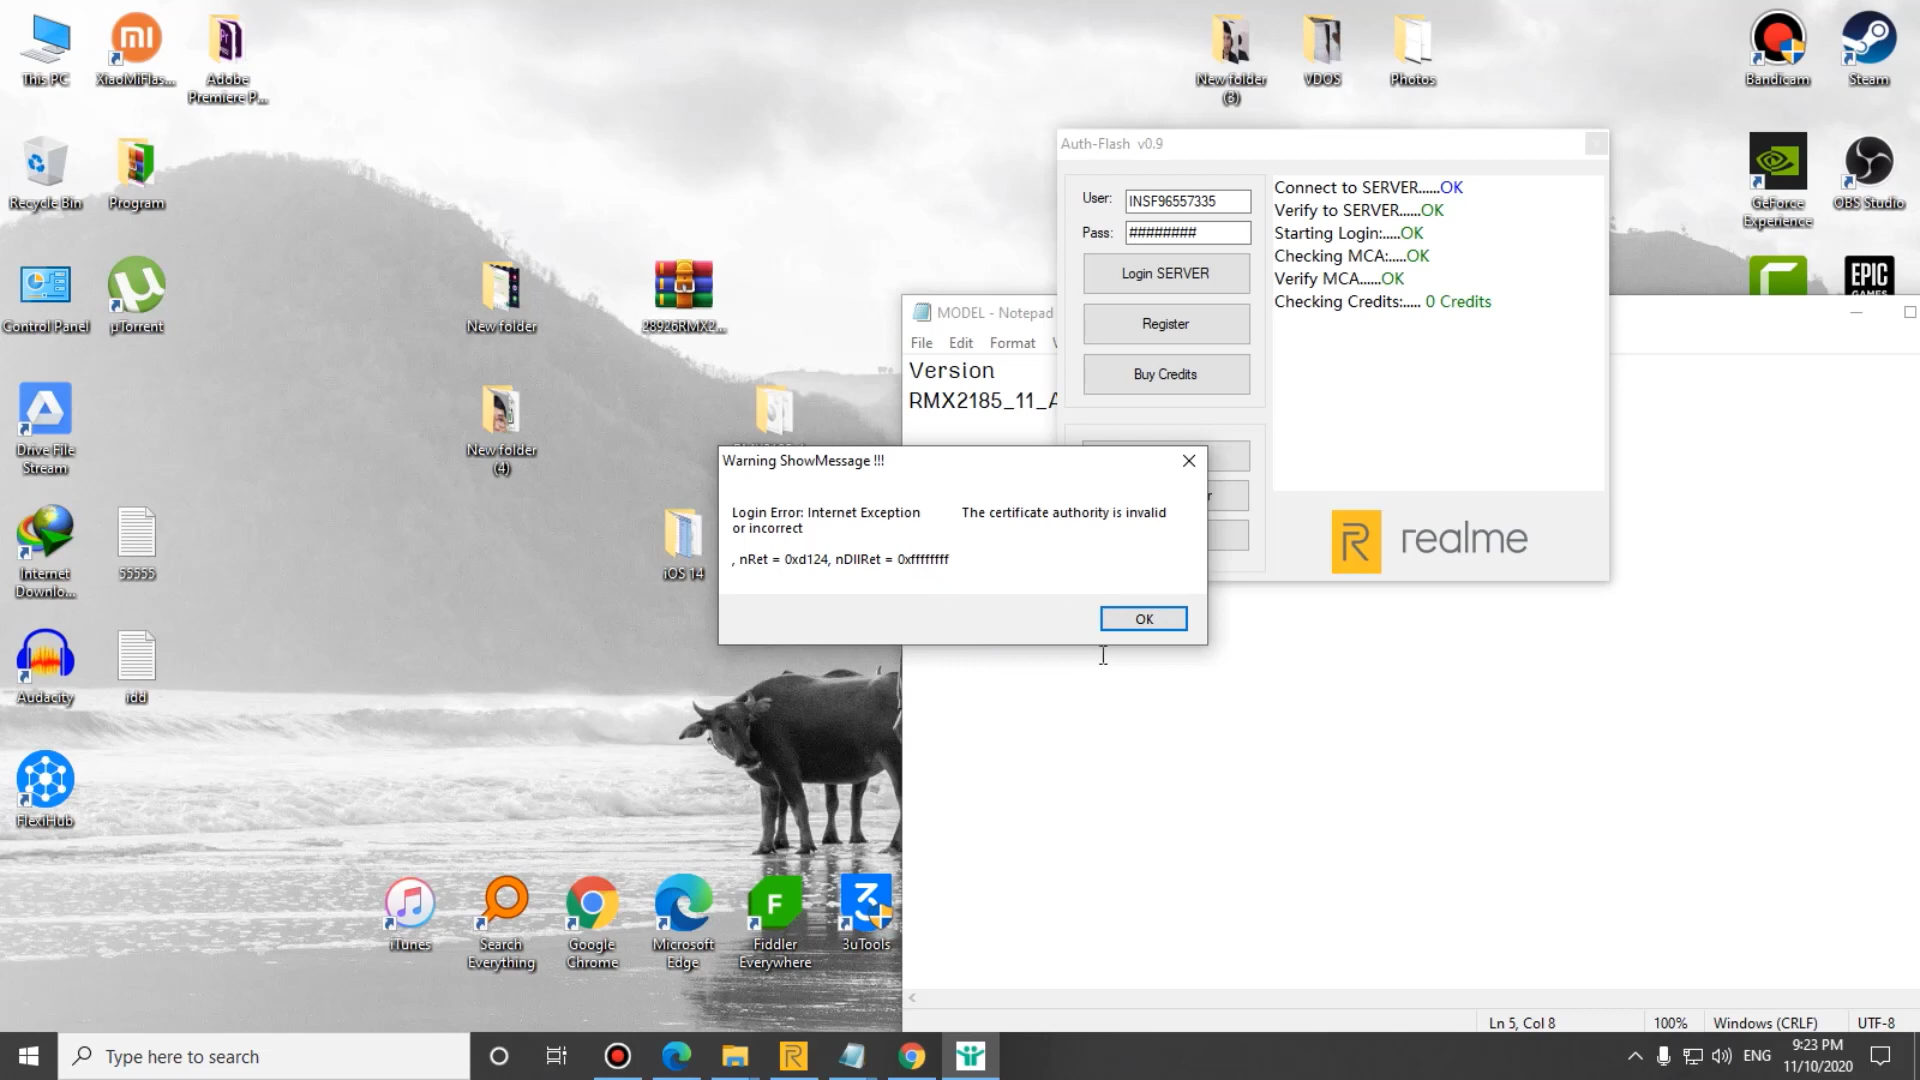 This PC
XiaoMiFlas...
Adobe
Premiere P...
New folder
(3)
VDOS
Photos
Bandicam
Steam
Recycle Bin
Program
GeForce
Experience
OBS Studio
Control Panel
µTorrent
New folder
28926RMX2...
EPIC
GAMES
Drive File
Stream
New folder
(4)
Internet
Downlo...
55555
iOS 14
Audacity
idd
FlexiHub
iTunes
Search
Everything
Google
Chrome
Microsoft
Edge
Fiddler
Everywhere
3uTools
Auth-Flash v0.9
User:
INSF96557335
Pass:
########
Login SERVER
Register
Buy Credits
Connect to SERVER......OK
Verify to SERVER......OK
Starting Login:.....OK
Checking MCA:.....OK
Verify MCA......OK
Checking Credits:..... 0 Credits
realme
MODEL - Notepad
File Edit Format
Version
RMX2185_11_A
Warning ShowMessage !!!
Login Error: Internet Exception The certificate authority is invalid
or incorrect
, nRet = 0xd124, nDllRet = 0xffffffff
OK
Ln 5, Col 8
100%
Windows (CRLF)
UTF-8
Type here to search
ENG
9:23 PM
11/10/2020